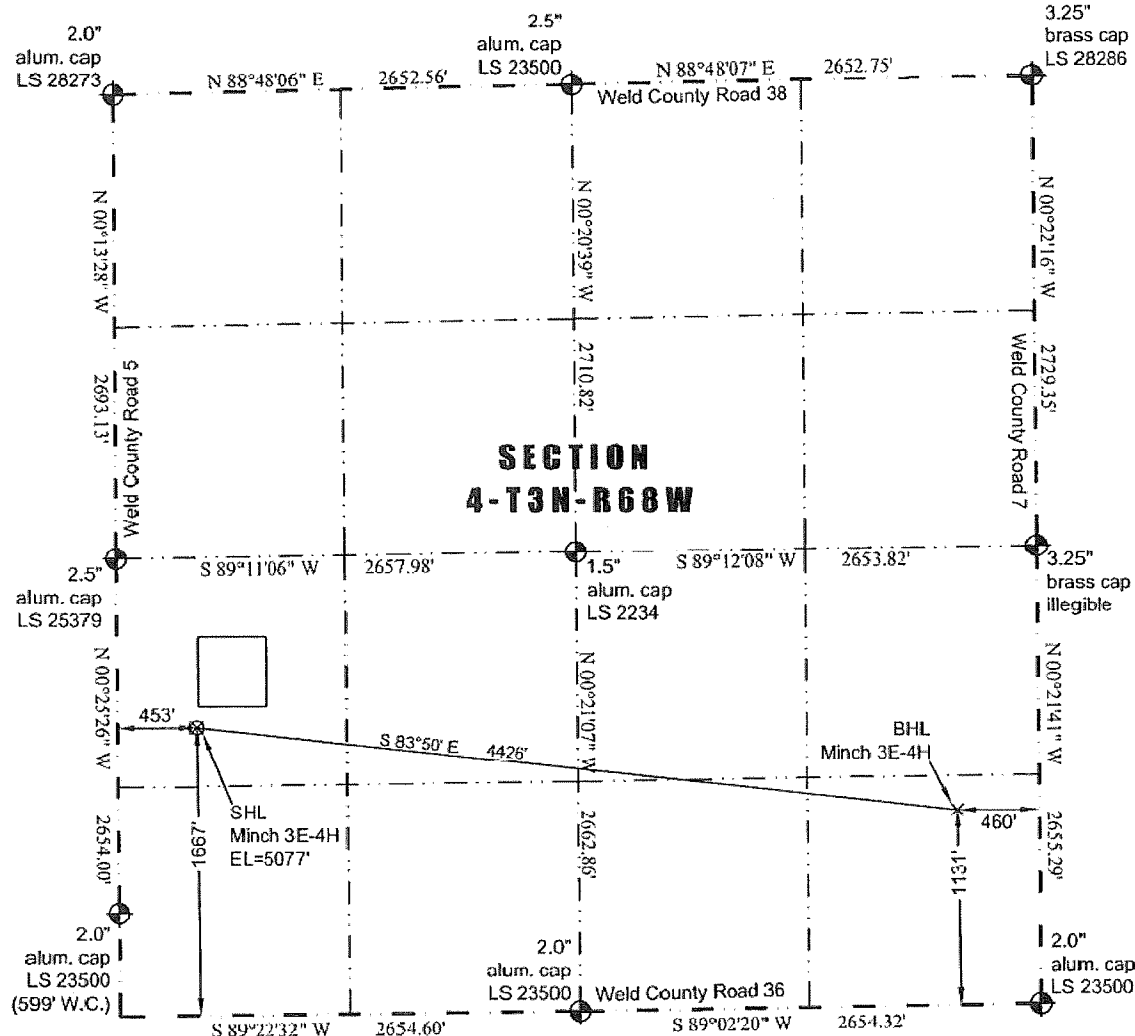 2.0"
alum. cap
LS 28273
2.5"
alum. cap
LS 23500
3.25"
brass cap
LS 28286
N 88°48'06" E
2652.56'
N 88°48'07" E
2652.75'
Weld County Road 38
N 00°13'28" W
2693.13'
Weld County Road 5
N 00°20'39" W
2710.82'
N 00°22'16" W
2729.35'
Weld County Road 7
SECTION
4-T3N-R68W
2.5"
alum. cap
LS 25379
S 89°11'06" W
2657.98'
1.5"
alum. cap
LS 2234
S 89°12'08" W
2653.82'
3.25"
brass cap
illegible
N 00°25'26" W
2654.00'
N 00°21'07" W
2662.86'
N 00°21'41" W
2655.29'
453'
S 83°50' E
4426'
BHL
Minch 3E-4H
460'
SHL
Minch 3E-4H
EL=5077'
1667'
1131'
2.0"
alum. cap
LS 23500
(599' W.C.)
2.0"
alum. cap
LS 23500
Weld County Road 36
2.0"
alum. cap
LS 23500
S 89°22'32" W
2654.60'
S 89°02'20" W
2654.32'